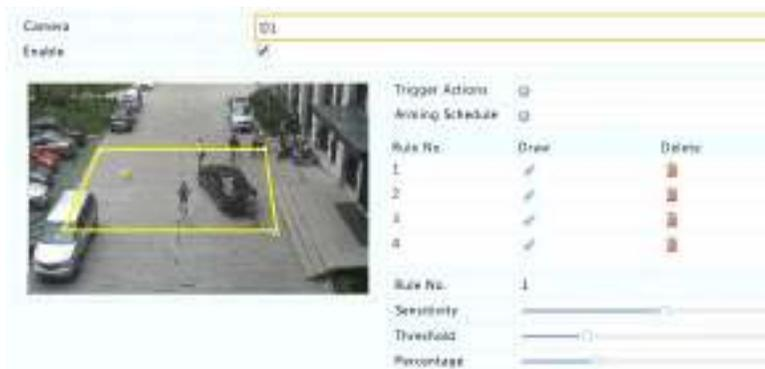 Camera D1
Enable
Trigger Actions
Arming Schedule
Rule No. Draw Delete
1
2
3
4
Rule No. 1
Sensitivity
Threshold
Percentage